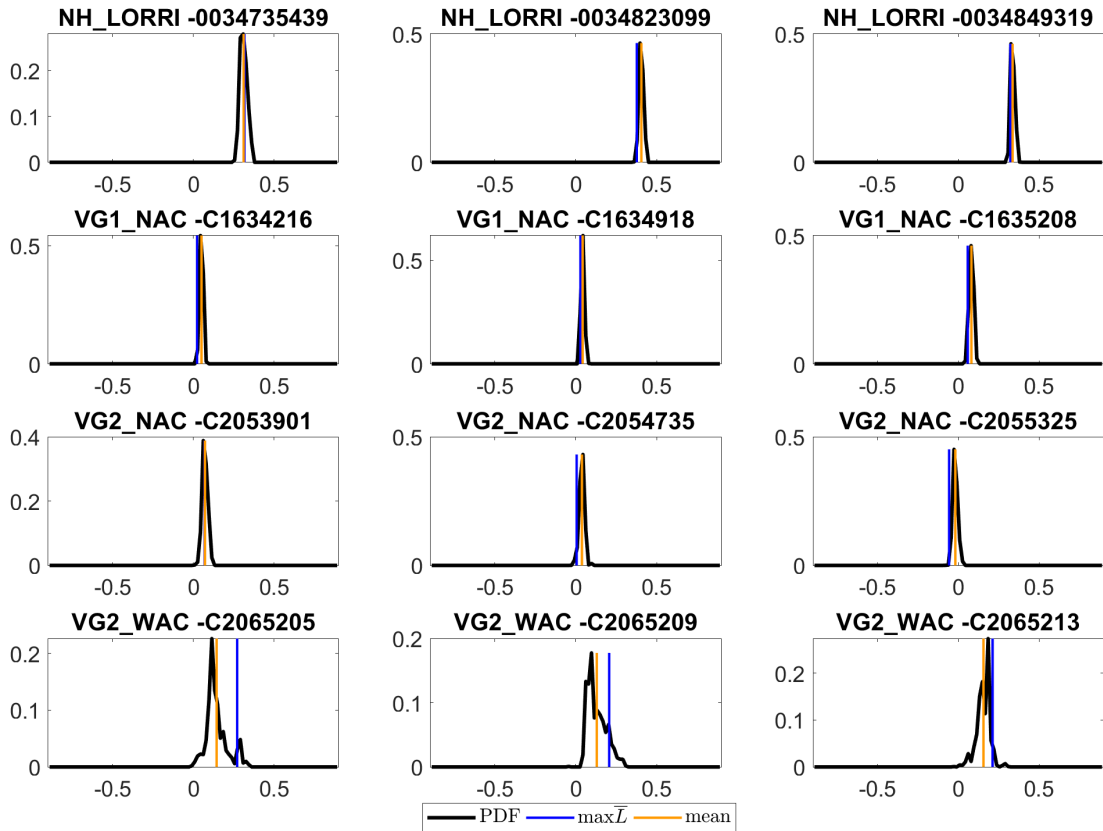 NH_LORRI -0034735439 NH_LORRI -0034823099 NH_LORRI -0034849319
0.2 0.1 0 -0.5 0 0.5
0.5 0 -0.5 0 0.5
0.5 0 -0.5 0 0.5
VG1_NAC -C1634216 VG1_NAC -C1634918 VG1_NAC -C1635208
0.5 0 -0.5 0 0.5
0.5 0 -0.5 0 0.5
0.5 0 -0.5 0 0.5
VG2_NAC -C2053901 VG2_NAC -C2054735 VG2_NAC -C2055325
0.4 0.2 0 -0.5 0 0.5
0.5 0 -0.5 0 0.5
0.5 0 -0.5 0 0.5
VG2_WAC -C2065205 VG2_WAC -C2065209 VG2_WAC -C2065213
0.2 0.1 0 -0.5 0 0.5
0.2 0.1 0 -0.5 0 0.5
0.2 0.1 0 -0.5 0 0.5
PDF maxL̅ mean